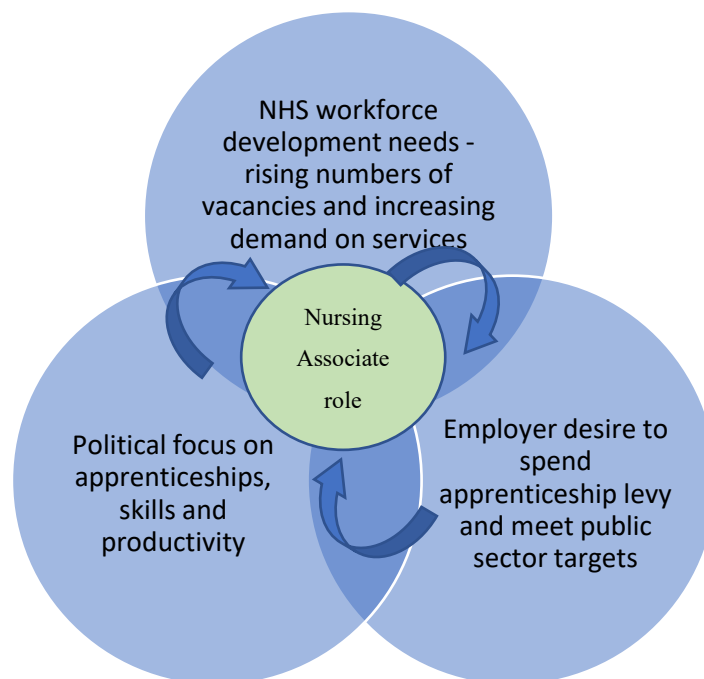 NHS workforce
development needs -
rising numbers of
vacancies and increasing
demand on services
Nursing
Associate
role
Political focus on
apprenticeships,
skills and
productivity
Employer desire to
spend
apprenticeship levy
and meet public
sector targets